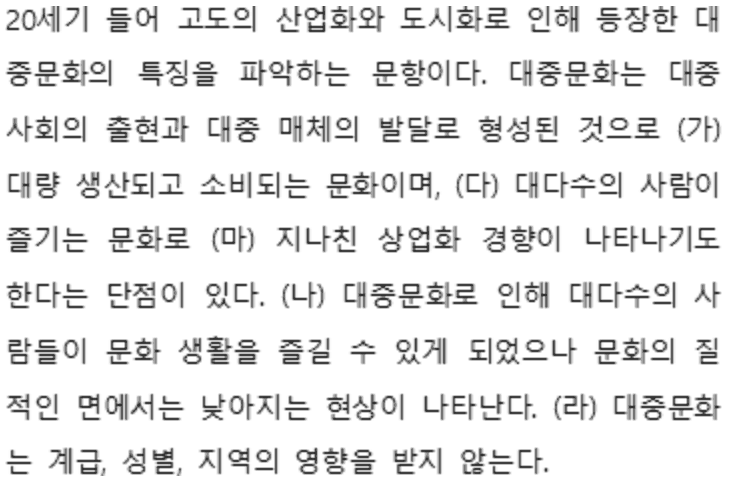 20세기 들어 고도의 산업화와 도시화로 인해 등장한 대
중문화의 특징을 파악하는 문항이다. 대중문화는 대중
사회의 출현과 대중 매체의 발달로 형성된 것으로 (가)
대량 생산되고 소비되는 문화이며, (다) 대다수의 사람이
즐기는 문화로 (마) 지나친 상업화 경향이 나타나기도
한다는 단점이 있다. (나) 대중문화로 인해 대다수의 사
람들이 문화 생활을 즐길 수 있게 되었으나 문화의 질
적인 면에서는 낮아지는 현상이 나타난다. (라) 대중문화
는 계급, 성별, 지역의 영향을 받지 않는다.